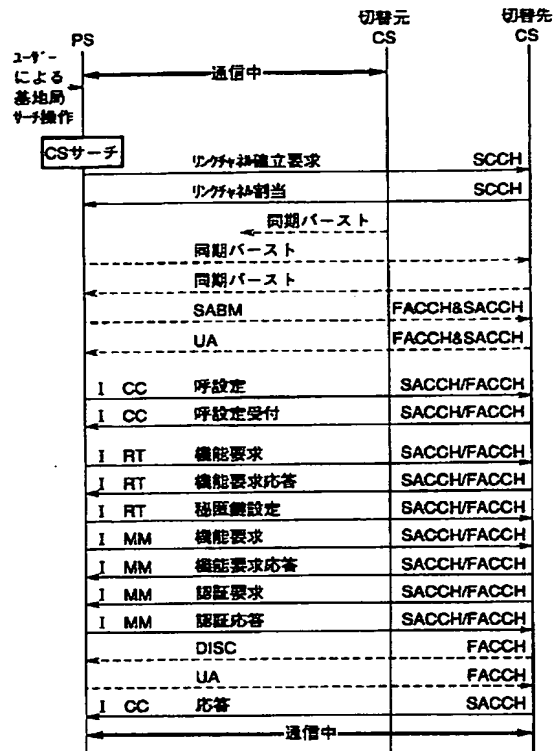 切替元
CS
切替先
CS
PS
ユーザー
による
基地局
サーチ操作
通信中
CSサーチ
リンクチャネル確立要求 SCCH
リンクチャネル割当 SCCH
同期バースト
同期バースト
同期バースト
SABM FACCH&SACCH
UA FACCH&SACCH
I CC 呼設定 SACCH/FACCH
I CC 呼設定受付 SACCH/FACCH
I RT 機能要求 SACCH/FACCH
I RT 機能要求応答 SACCH/FACCH
I RT 秘匿鍵設定 SACCH/FACCH
I MM 機能要求 SACCH/FACCH
I MM 機能要求応答 SACCH/FACCH
I MM 認証要求 SACCH/FACCH
I MM 認証応答 SACCH/FACCH
DISC FACCH
UA FACCH
I CC 応答 SACCH
通信中